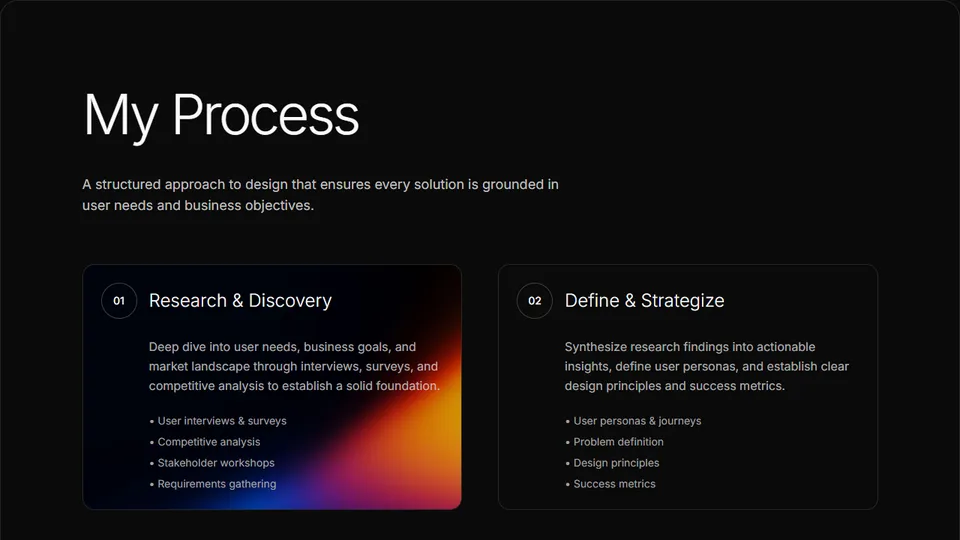 My Process
A structured approach to design that ensures every solution is grounded in
user needs and business objectives.
01
Research & Discovery
Deep dive into user needs, business goals, and
market landscape through interviews, surveys, and
competitive analysis to establish a solid foundation.
• User interviews & surveys
• Competitive analysis
• Stakeholder workshops
• Requirements gathering
02
Define & Strategize
Synthesize research findings into actionable
insights, define user personas, and establish clear
design principles and success metrics.
• User personas & journeys
• Problem definition
• Design principles
• Success metrics